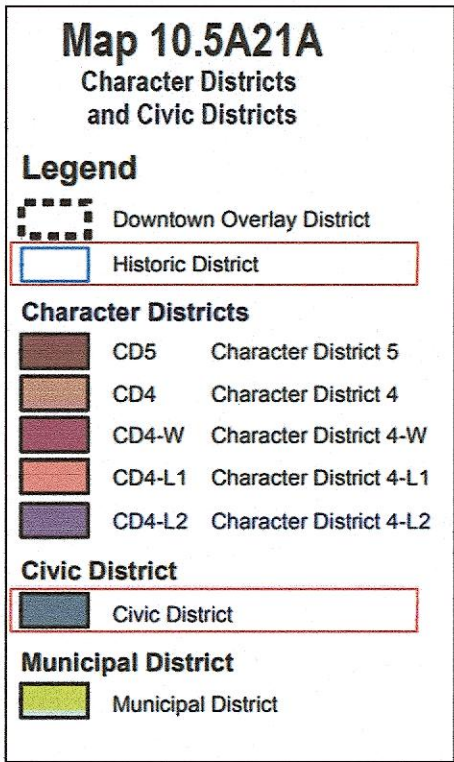 Map 10.5A21A
Character Districts
and Civic Districts
Legend
Downtown Overlay District
Historic District
Character Districts
CD5 Character District 5
CD4 Character District 4
CD4-W Character District 4-W
CD4-L1 Character District 4-L1
CD4-L2 Character District 4-L2
Civic District
Civic District
Municipal District
Municipal District